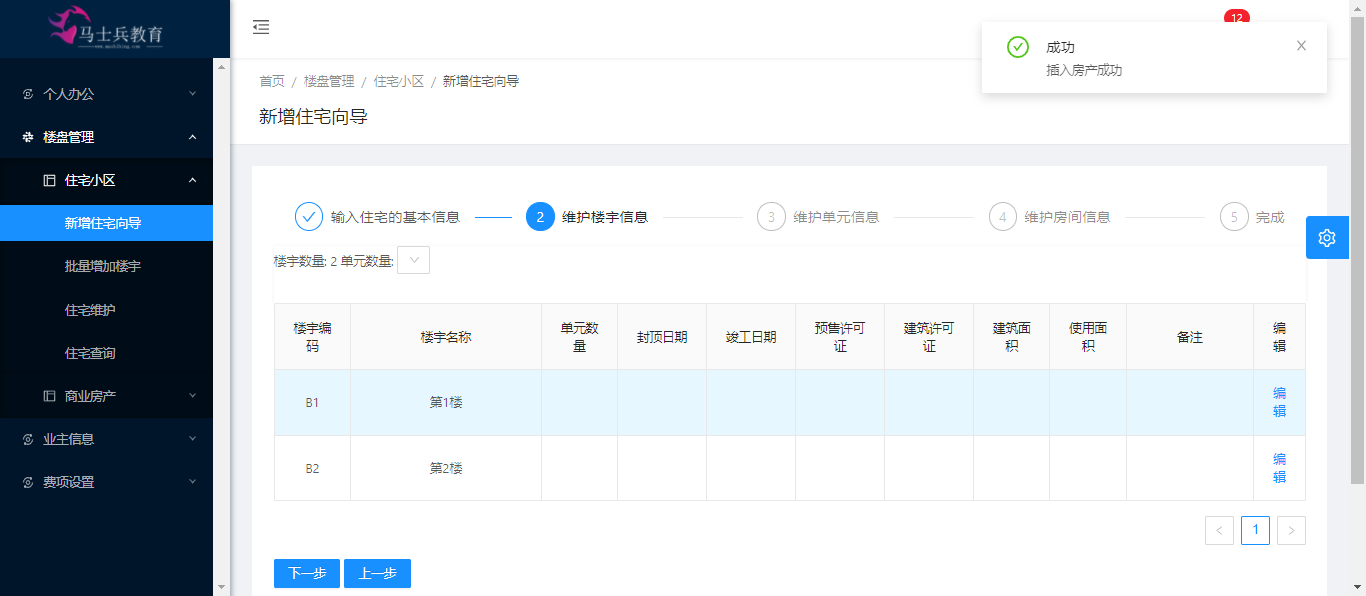 马士兵教育
www.mashibing.com
12
成功
插入房产成功
首页 / 楼盘管理 / 住宅小区 / 新增住宅向导
新增住宅向导
个人办公
楼盘管理
住宅小区
新增住宅向导
批量增加楼宇
住宅维护
住宅查询
商业房产
业主信息
费项设置
输入住宅的基本信息
2 维护楼宇信息
3 维护单元信息
4 维护房间信息
5 完成
楼宇数量: 2 单元数量:
楼宇编
码
楼宇名称
单元数
量
封顶日期
竣工日期
预售许可
证
建筑许可
证
建筑面
积
使用面
积
备注
编
辑
B1
第1楼
编
辑
B2
第2楼
编
辑
< 1 >
下一步 上一步